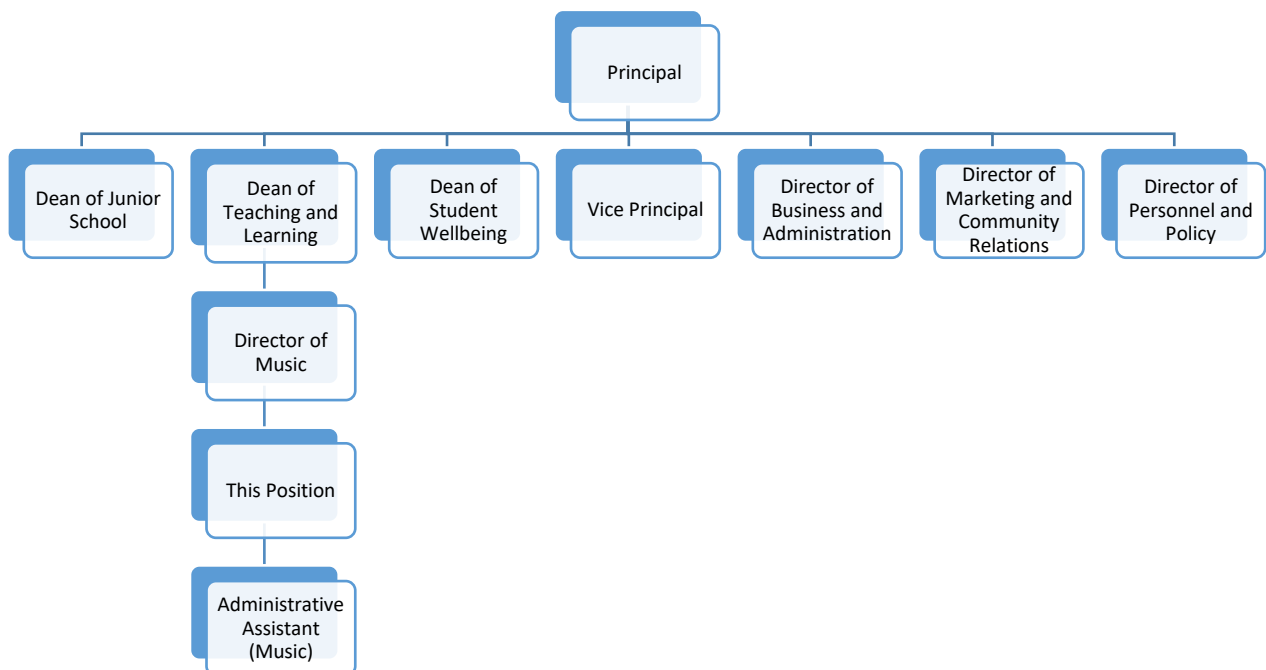 Principal
Dean of Junior
School
Dean of
Teaching and
Learning
Dean of
Student
Wellbeing
Vice Principal
Director of
Business and
Administration
Director of
Marketing and
Community
Relations
Director of
Personnel and
Policy
Director of
Music
This Position
Administrative
Assistant
(Music)